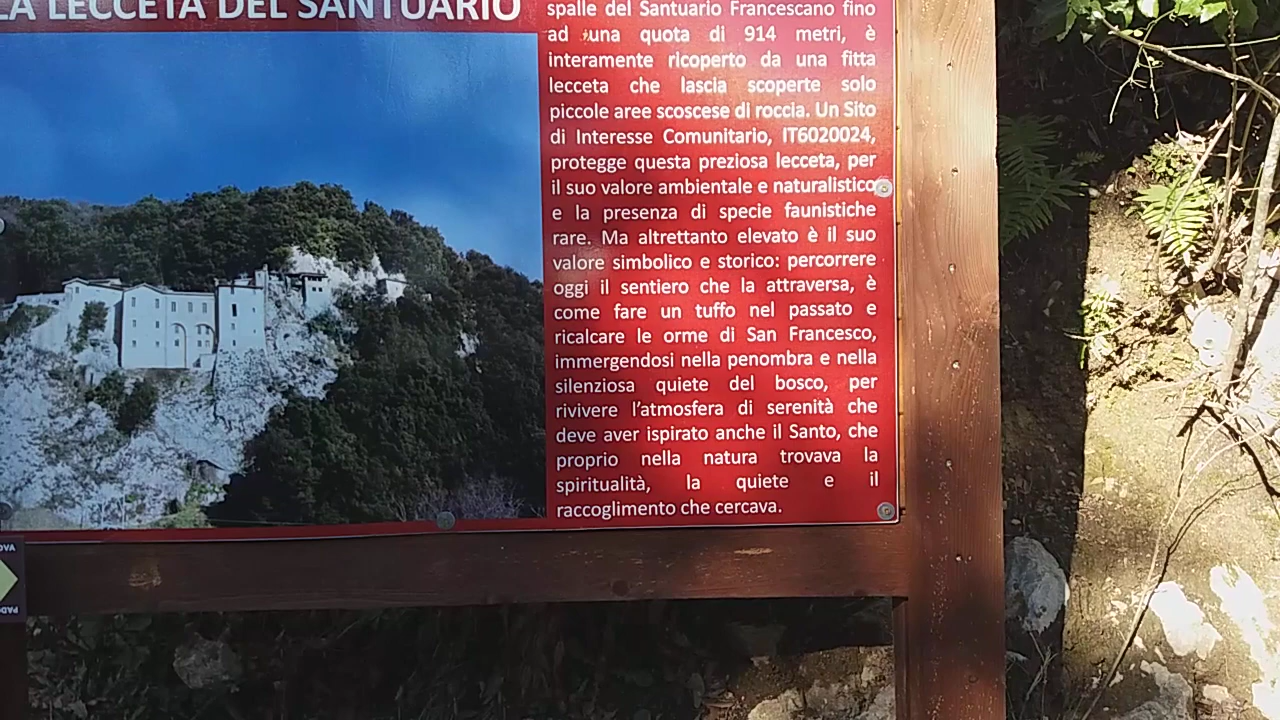 LA LECCETA DEL SANTUARIO
spalle del Santuario Francescano fino
ad una quota di 914 metri, è
interamente ricoperto da una fitta
lecceta che lascia scoperte solo
piccole aree scoscese di roccia. Un Sito
di Interesse Comunitario, IT6020024,
protegge questa preziosa lecceta, per
il suo valore ambientale e naturalistico
e la presenza di specie faunistiche
rare. Ma altrettanto elevato è il suo
valore simbolico e storico: percorrere
oggi il sentiero che la attraversa, è
come fare un tuffo nel passato e
ricalcare le orme di San Francesco,
immergendosi nella penombra e nella
silenziosa quiete del bosco, per
rivivere l'atmosfera di serenità che
deve aver ispirato anche il Santo, che
proprio nella natura trovava la
spiritualità, la quiete e il
raccoglimento che cercava.